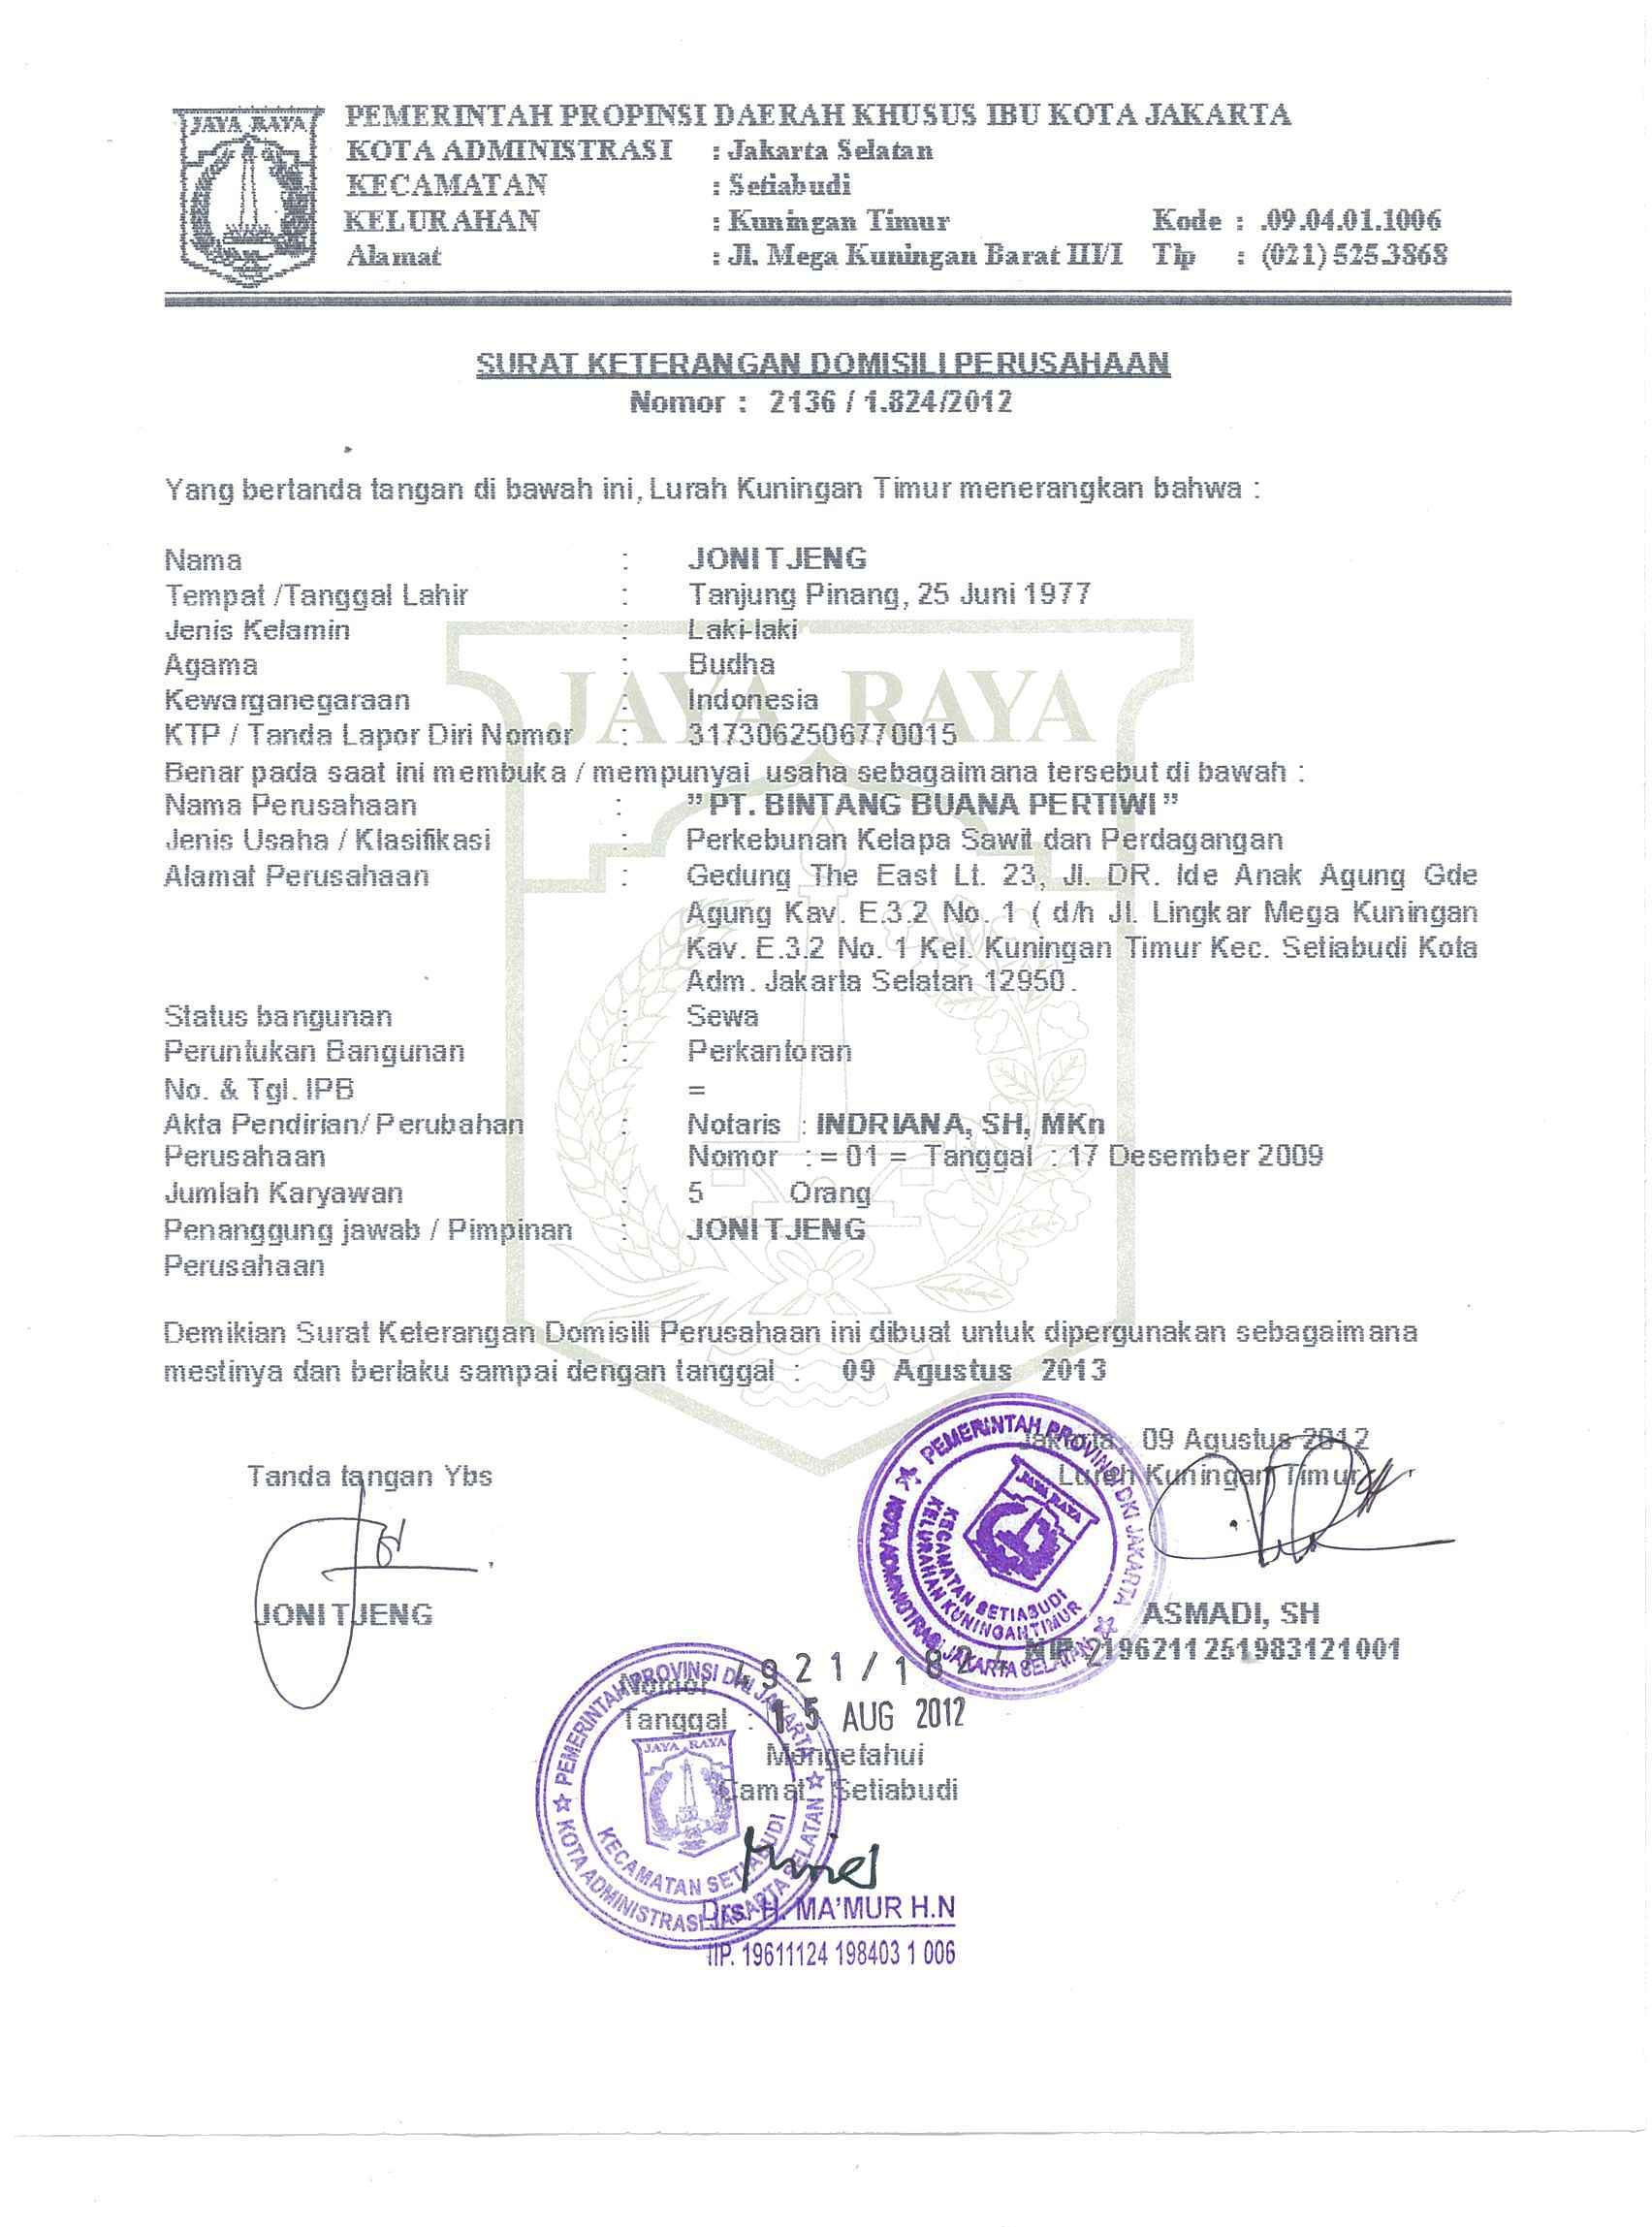 JAYA RAYA
PEMERINTAH PROPINSI DAERAH KHUSUS IBU KOTA JAKARTA
KOTA ADMINISTRASI : Jakarta Selatan
KECAMATAN : Setiabudi
KELURAHAN : Kuningan Timur Kode : .09.04.01.1006
Alamat : Jl. Mega Kuningan Barat III/I Tlp : (021) 525.3868
SURAT KETERANGAN DOMISILI PERUSAHAAN
Nomor : 2136 / 1.824/2012
Yang bertanda tangan di bawah ini, Lurah Kuningan Timur menerangkan bahwa :
Nama : JONI TJENG
Tempat /Tanggal Lahir : Tanjung Pinang, 25 Juni 1977
Jenis Kelamin : Laki-laki
Agama : Budha
JAYA RAYA
Kewarganegaraan : Indonesia
KTP / Tanda Lapor Diri Nomor : 3173062506770015
Benar pada saat ini membuka / mempunyai usaha sebagaimana tersebut di bawah :
Nama Perusahaan : ” PT. BINTANG BUANA PERTIWI ”
Jenis Usaha / Klasifikasi : Perkebunan Kelapa Sawit dan Perdagangan
Alamat Perusahaan : Gedung The East Lt. 23, Jl. DR. Ide Anak Agung Gde
Agung Kav. E.3.2 No. 1 ( d/h Jl. Lingkar Mega Kuningan
Kav. E.3.2 No. 1 Kel. Kuningan Timur Kec. Setiabudi Kota
Adm. Jakarta Selatan 12950.
Status bangunan : Sewa
Peruntukan Bangunan : Perkantoran
No. & Tgl. IPB =
Akta Pendirian/ Perubahan : Notaris : INDRIANA, SH, MKn
Perusahaan Nomor : = 01 = Tanggal : 17 Desember 2009
Jumlah Karyawan : 5 Orang
Penanggung jawab / Pimpinan : JONI TJENG
Perusahaan
Demikian Surat Keterangan Domisili Perusahaan ini dibuat untuk dipergunakan sebagaimana
mestinya dan berlaku sampai dengan tanggal : 09 Agustus 2013
Jakarta, 09 Agustus 2012
Tanda tangan Ybs Lurah Kuningan Timur
PEMERINTAH PROVINSI DKI JAKARTA
KOTA ADMINISTRASI JAKARTA SELATAN
JAYA RAYA
KECAMATAN SETIABUDI
KELURAHAN KUNINGAN TIMUR
JONI TJENG ASMADI, SH
NIP. 196211251983121001
Nomor 4921/1824
Tanggal : 15 AUG 2012
Mengetahui
Camat Setiabudi
PEMERINTAH PROVINSI DKI JAKARTA
KOTA ADMINISTRASI JAKARTA SELATAN
JAYA RAYA
KECAMATAN SETIABUDI
Drs. H. MA'MUR H.N
NIP. 19611124 198403 1 006